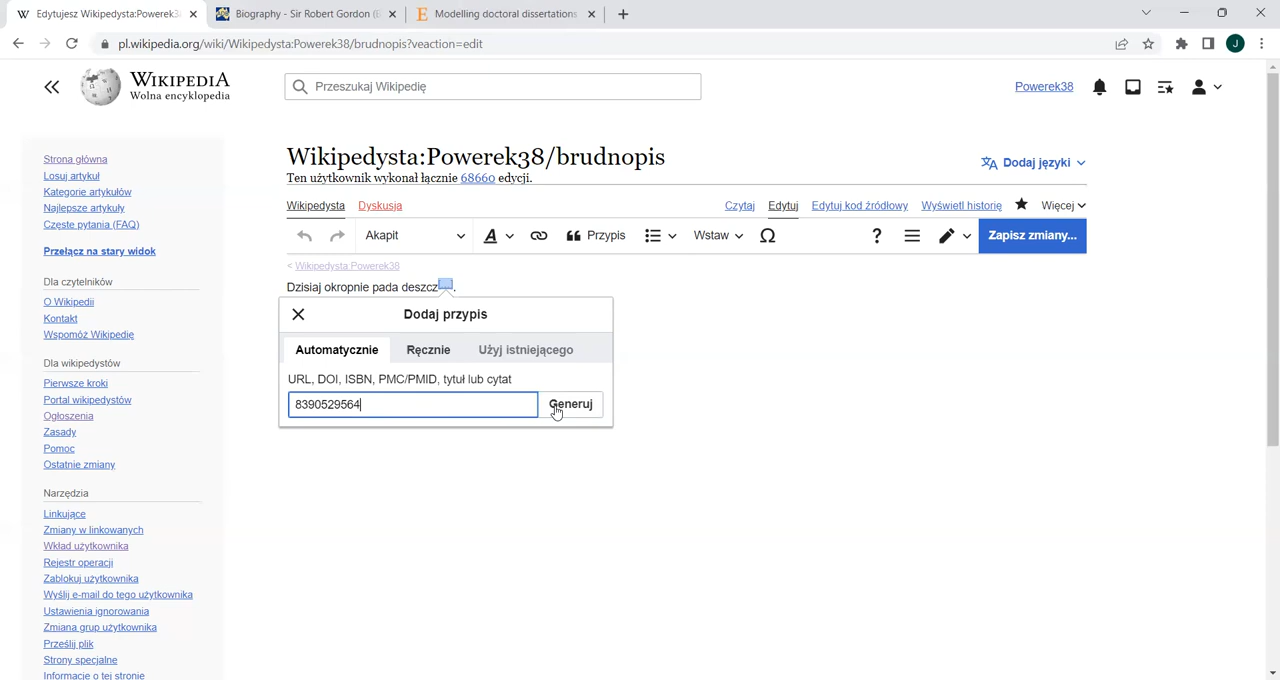 Edytujesz Wikipedysta:Powerek38
Biography - Sir Robert Gordon (B
Modelling doctoral dissertations
pl.wikipedia.org/wiki/Wikipedysta:Powerek38/brudnopis?veaction=edit
J
WIKIPEDIA
Wolna encyklopedia
Przeszukaj Wikipedię
Powerek38
Strona główna
Losuj artykuł
Kategorie artykułów
Najlepsze artykuły
Częste pytania (FAQ)
Przełącz na stary widok
Dla czytelników
O Wikipedii
Kontakt
Wspomóż Wikipedię
Dla wikipedystów
Pierwsze kroki
Portal wikipedystów
Ogłoszenia
Zasady
Pomoc
Ostatnie zmiany
Narzędzia
Linkujące
Zmiany w linkowanych
Wkład użytkownika
Rejestr operacji
Zablokuj użytkownika
Wyślij e-mail do tego użytkownika
Ustawienia ignorowania
Zmiana grup użytkownika
Prześlij plik
Strony specjalne
Informacje o tej stronie
Wikipedysta:Powerek38/brudnopis
Dodaj języki
Ten użytkownik wykonał łącznie 68660 edycji.
Wikipedysta Dyskusja Czytaj Edytuj Edytuj kod źródłowy Wyświetl historię Więcej
Akapit A Przypis Wstaw Ω ? Zapisz zmiany...
< Wikipedysta:Powerek38
Dzisiaj okropnie pada deszcz.
Dodaj przypis
Automatycznie Ręcznie Użyj istniejącego
URL, DOI, ISBN, PMC/PMID, tytuł lub cytat
8390529564 Generuj